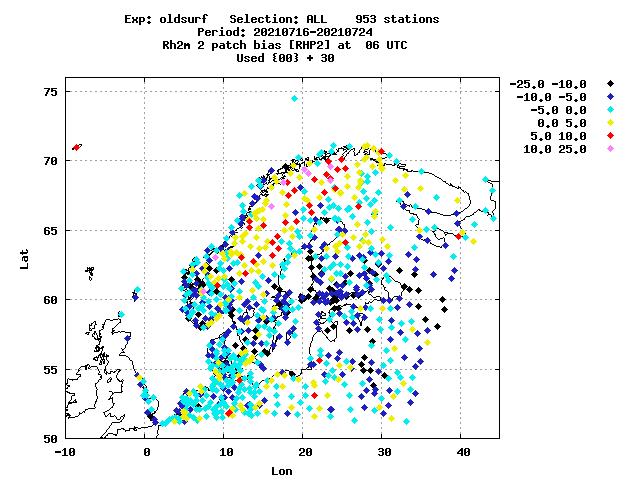 Exp: oldsurf   Selection: ALL    953 stations
Period: 20210716-20210724
Rh2m 2 patch bias [RHP2] at  06 UTC
Used {00} + 30
-25.0 -10.0
-10.0 -5.0
-5.0 0.0
0.0 5.0
5.0 10.0
10.0 25.0
75
70
65
60
55
50
Lat
-10 0 10 20 30 40
Lon